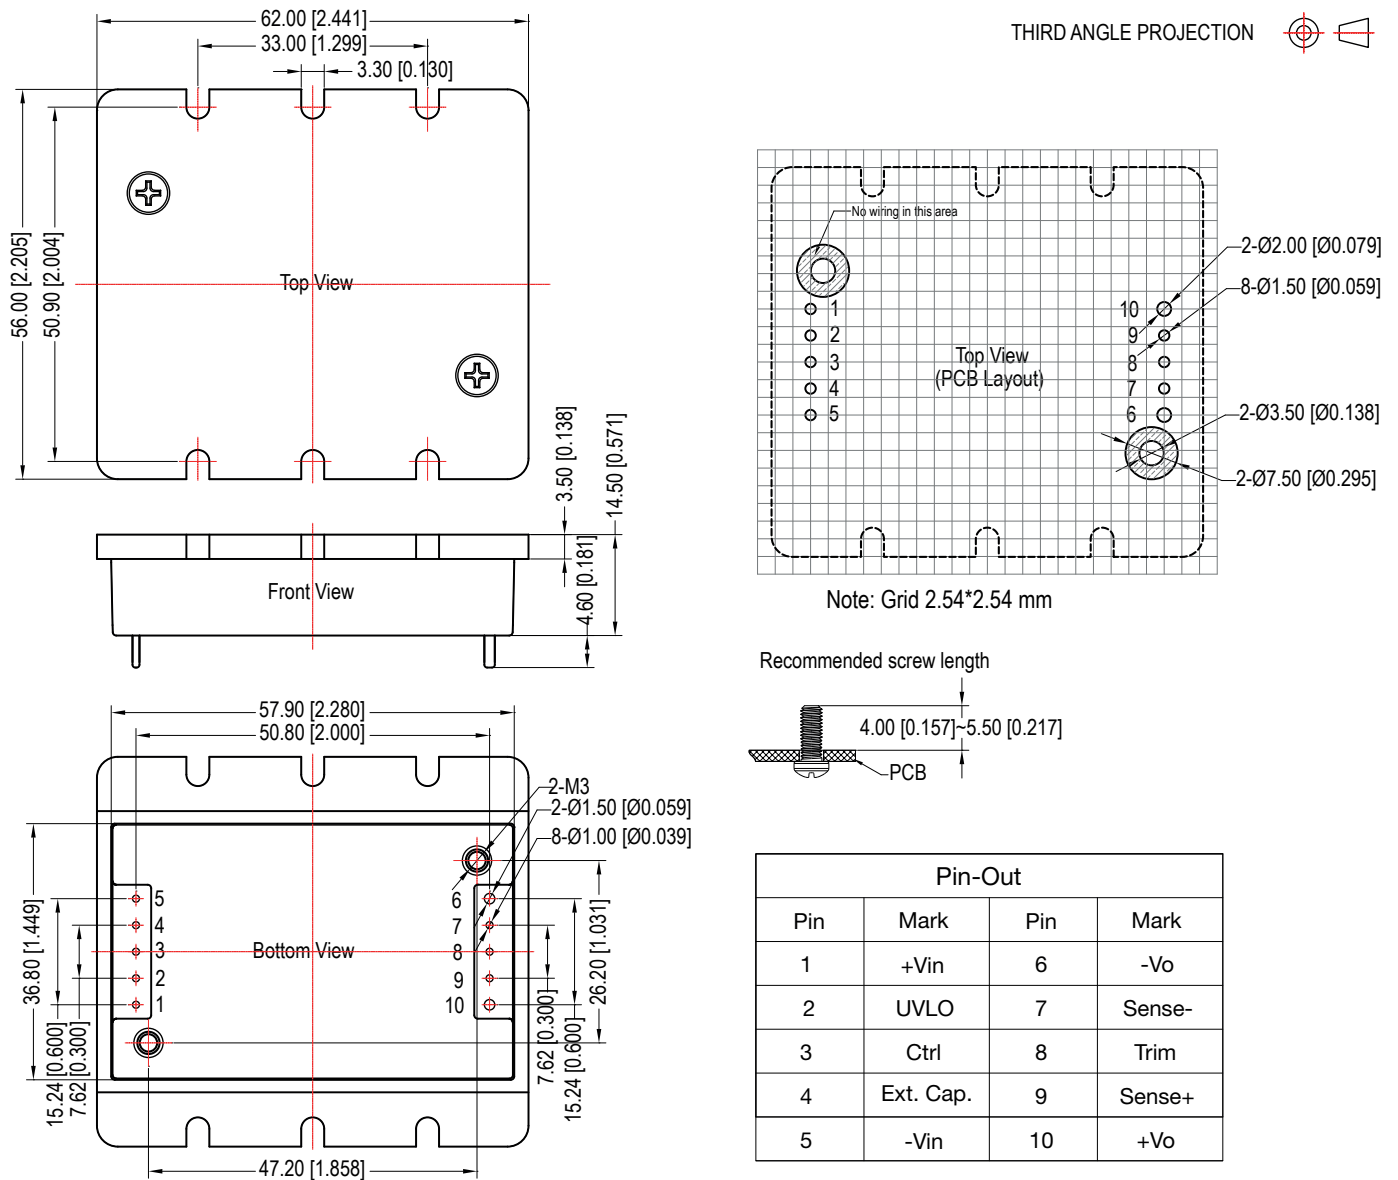 62.00 [2.441]
33.00 [1.299]
3.30 [0.130]
THIRD ANGLE PROJECTION
56.00 [2.205]
50.90 [2.004]
Top View
3.50 [0.138]
14.50 [0.571]
4.60 [0.181]
Front View
No wiring in this area
1
2
3
4
5
10
9
8
7
6
Top View
(PCB Layout)
2-Ø2.00 [Ø0.079]
8-Ø1.50 [Ø0.059]
2-Ø3.50 [Ø0.138]
2-Ø7.50 [Ø0.295]
Note: Grid 2.54*2.54 mm
Recommended screw length
4.00 [0.157]~5.50 [0.217]
PCB
57.90 [2.280]
50.80 [2.000]
2-M3
2-Ø1.50 [Ø0.059]
8-Ø1.00 [Ø0.039]
5
4
3
2
1
6
7
8
9
10
Bottom View
36.80 [1.449]
15.24 [0.600]
7.62 [0.300]
7.62 [0.300]
15.24 [0.600]
26.20 [1.031]
47.20 [1.858]
Pin-Out
Pin Mark Pin Mark
1 +Vin 6 -Vo
2 UVLO 7 Sense-
3 Ctrl 8 Trim
4 Ext. Cap. 9 Sense+
5 -Vin 10 +Vo